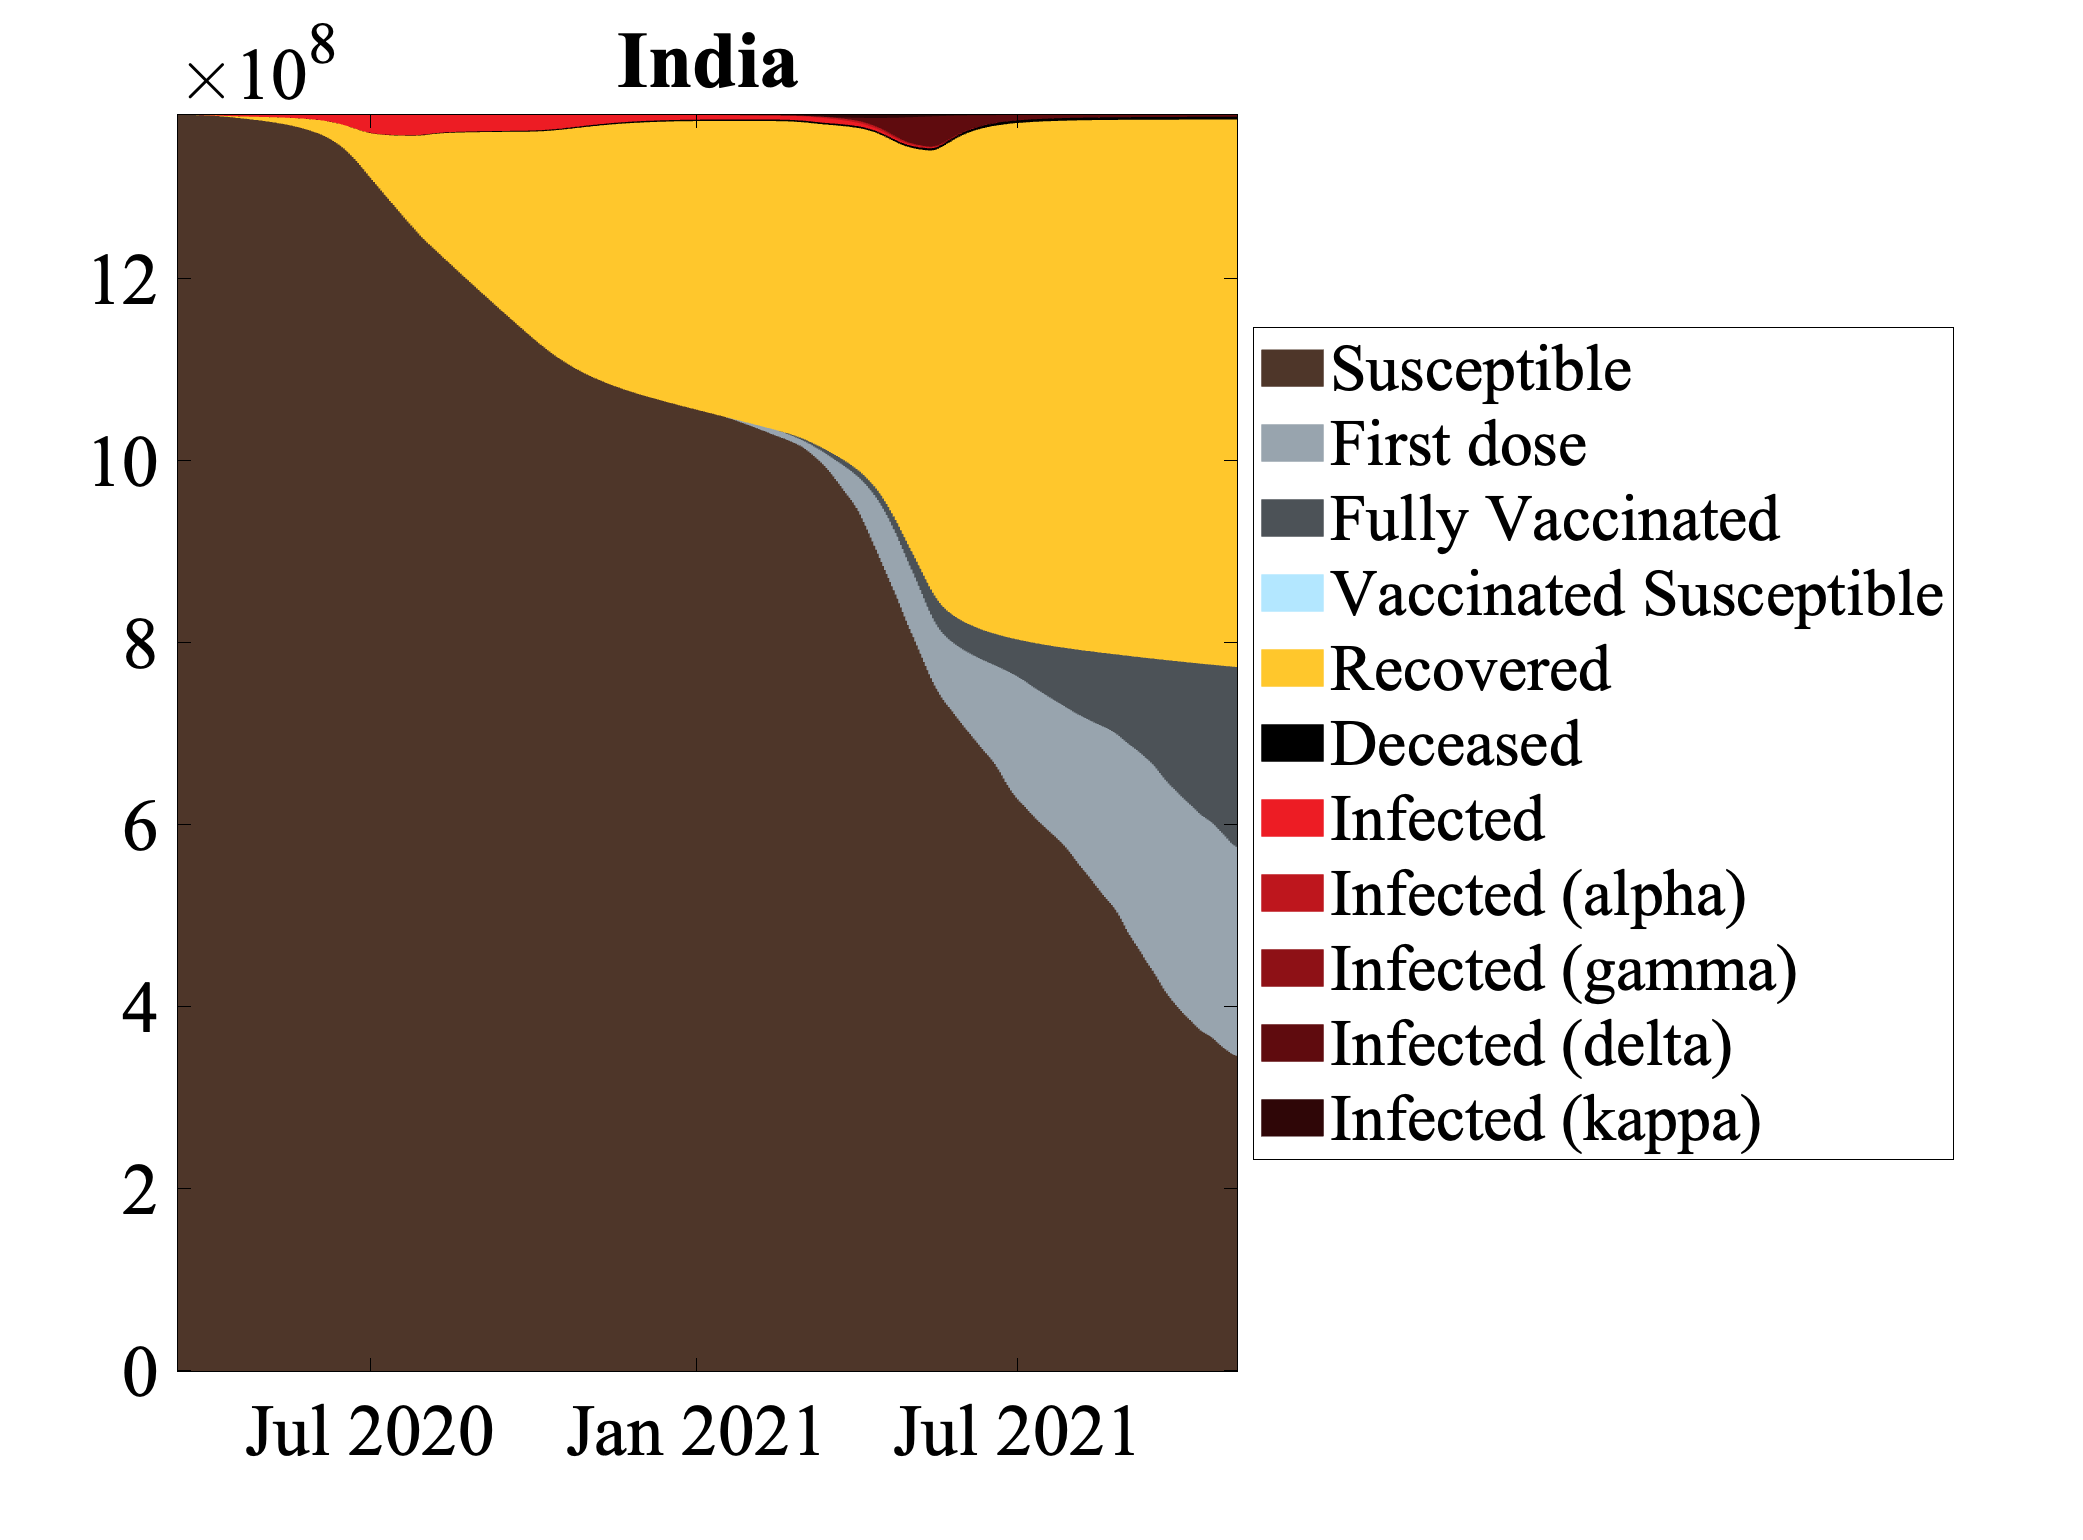 India
×10^8
12
10
8
6
4
2
0
Jul 2020 Jan 2021 Jul 2021
Susceptible
First dose
Fully Vaccinated
Vaccinated Susceptible
Recovered
Deceased
Infected
Infected (alpha)
Infected (gamma)
Infected (delta)
Infected (kappa)